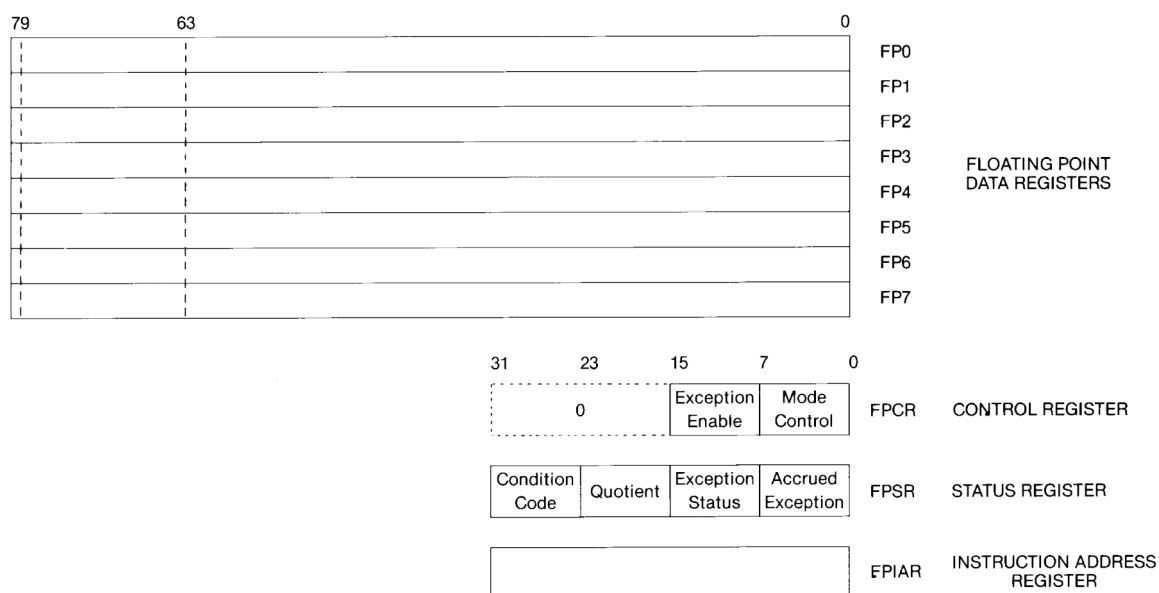 79 63 0
FP0
FP1
FP2
FP3
FP4
FP5
FP6
FP7
FLOATING POINT
DATA REGISTERS
31 23 15 7 0
0
Exception
Enable
Mode
Control
FPCR
CONTROL REGISTER
Condition
Code
Quotient
Exception
Status
Accrued
Exception
FPSR
STATUS REGISTER
FPIAR
INSTRUCTION ADDRESS
REGISTER